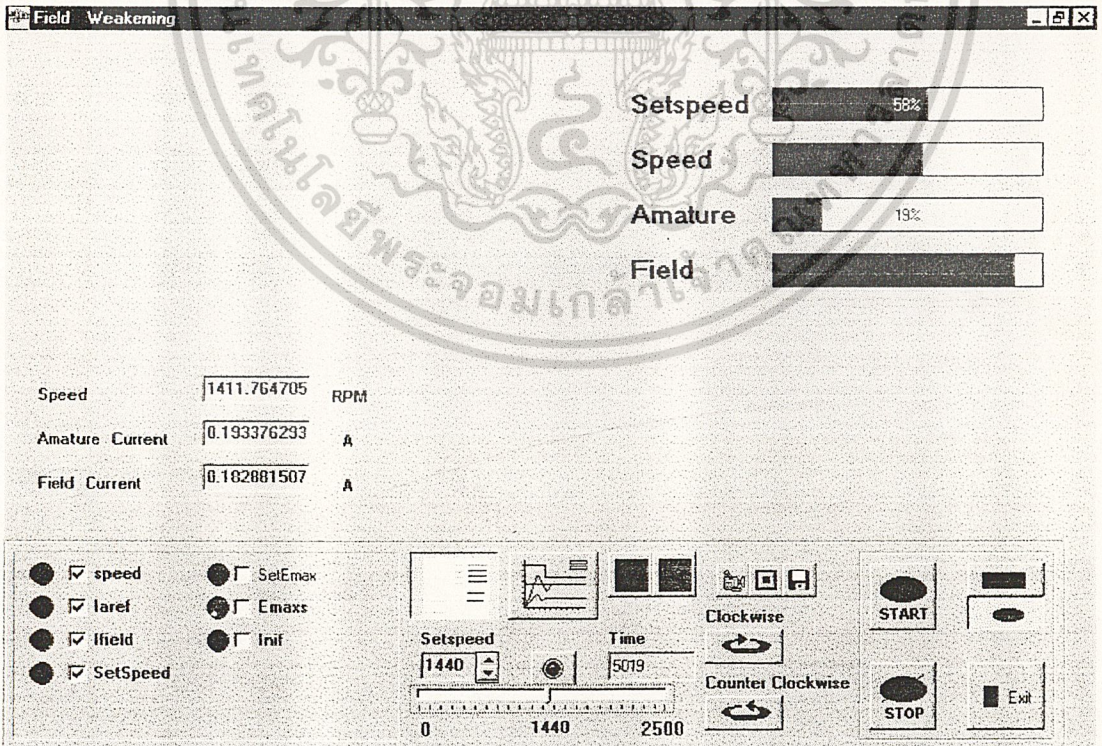 Field Weakening
Setspeed 58%
Speed
Amature 19%
Field
Speed 1411.764705 RPM
Amature Current 0.193376293 A
Field Current 0.182881507 A
speed
Iaref
Ifield
SetSpeed
SetEmax
Emaxs
Inif
Setspeed
1440
Time
5019
0 1440 2500
Clockwise
Counter Clockwise
START
STOP
Exit